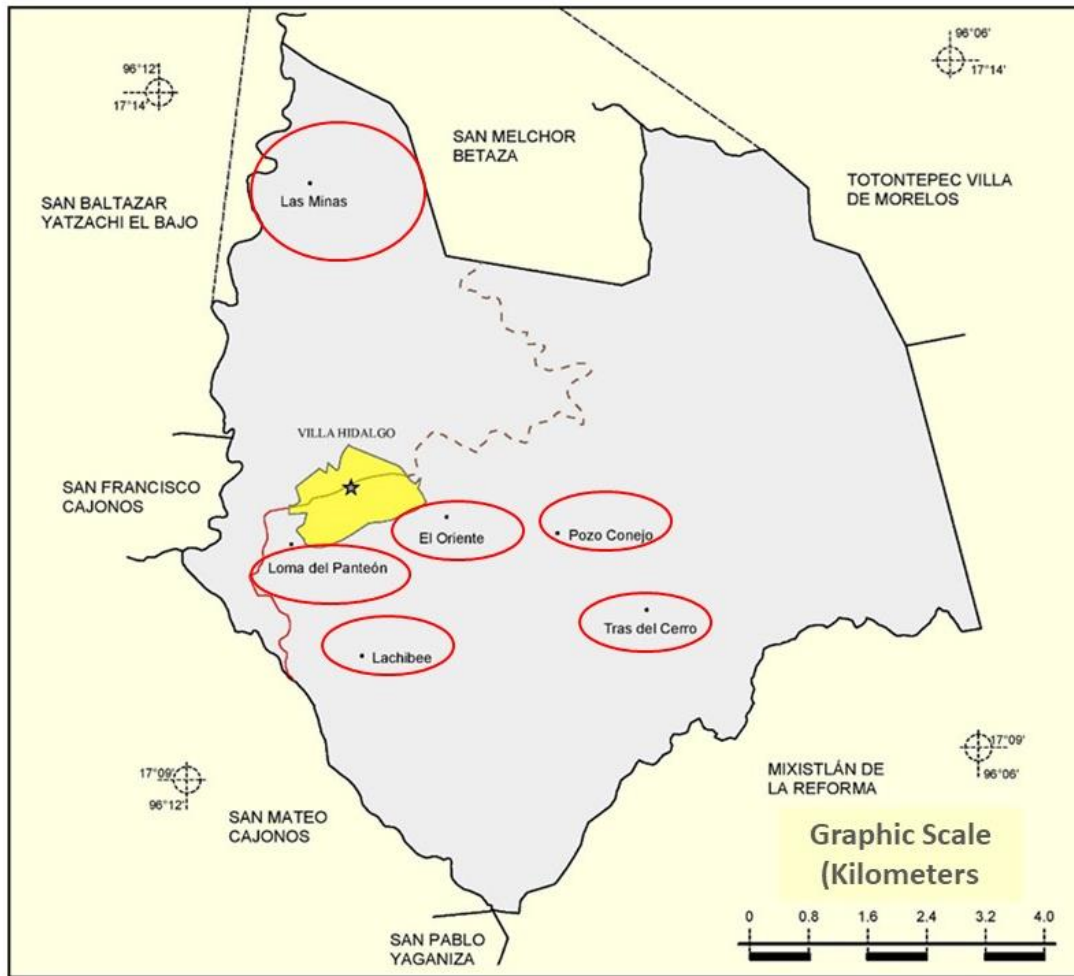 96°06'
17°14'
96°12'
17°14'
SAN MELCHOR
BETAZA
TOTONTEPEC VILLA
DE MORELOS
SAN BALTAZAR
YATZACHI EL BAJO
Las Minas
VILLA HIDALGO
SAN FRANCISCO
CAJONOS
El Oriente
Pozo Conejo
Loma del Panteón
Tras del Cerro
Lachibee
17°09'
96°06'
17°09'
96°12'
MIXISTLÁN DE
LA REFORMA
SAN MATEO
CAJONOS
Graphic Scale
(Kilometers
0 0.8 1.6 2.4 3.2 4.0
SAN PABLO
YAGANIZA